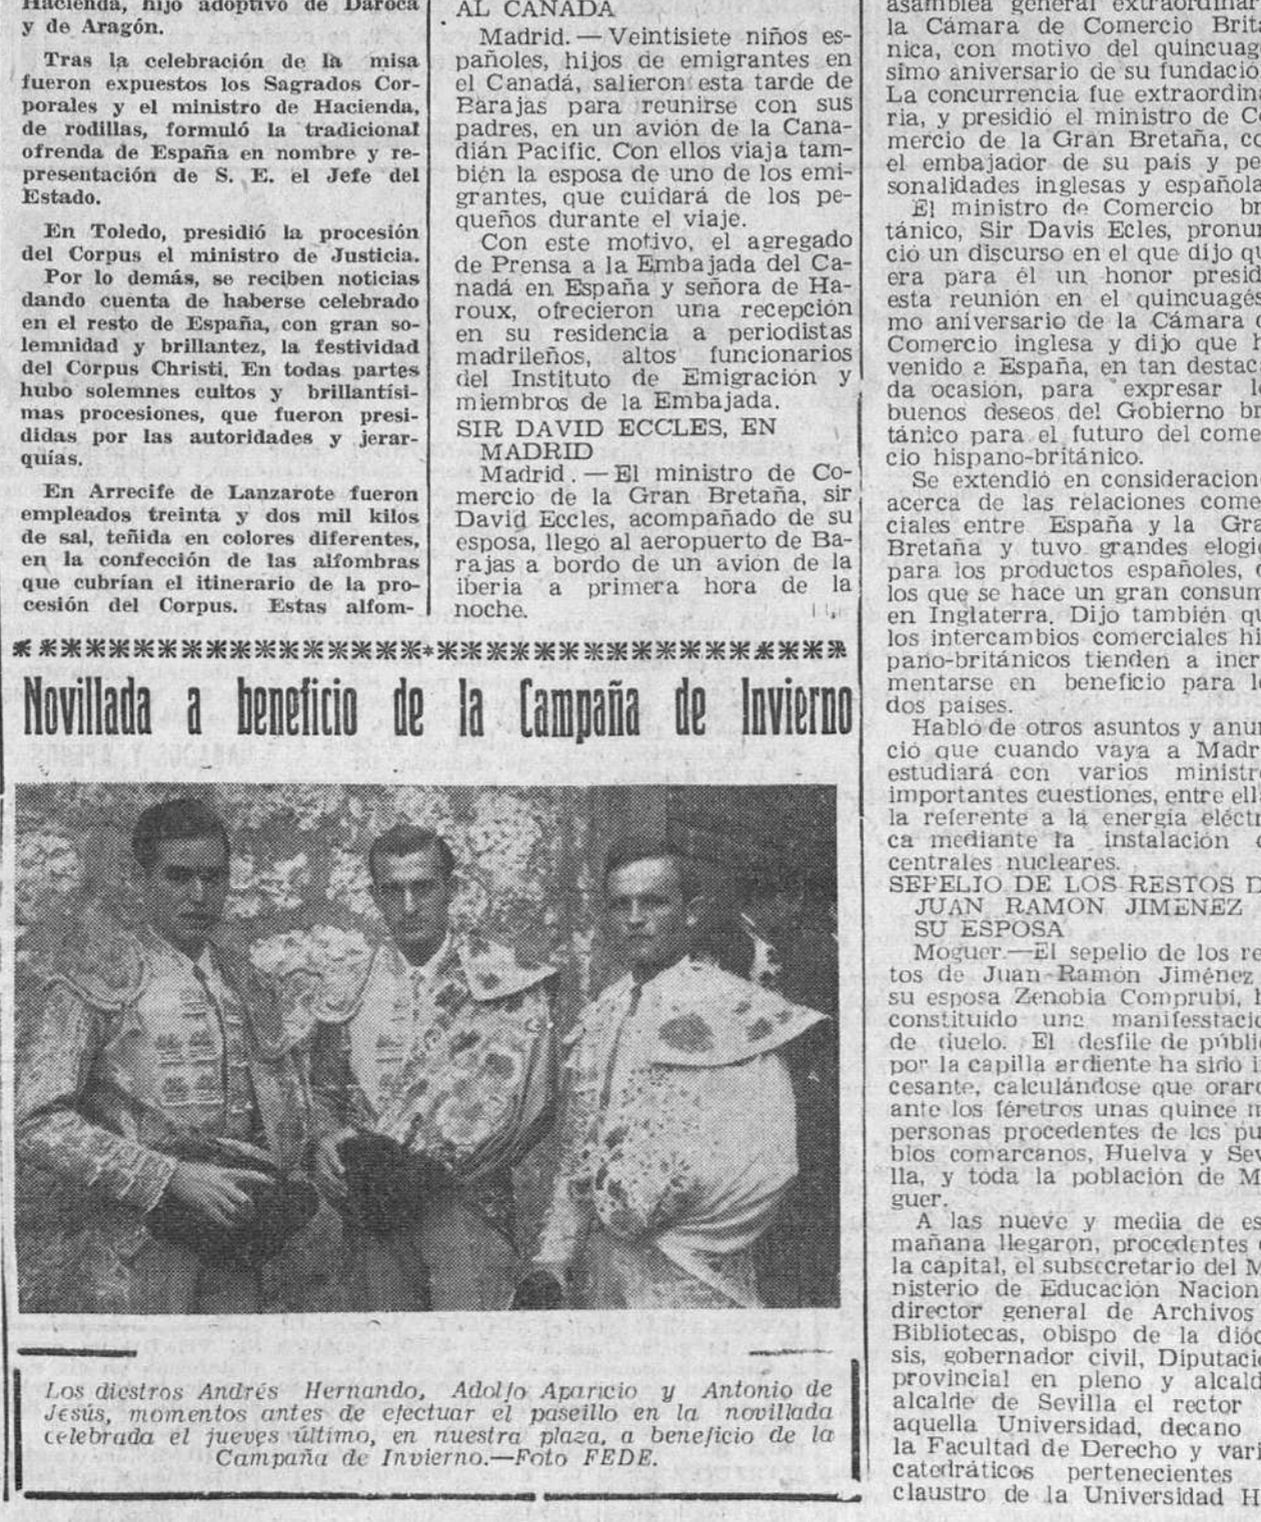 Hacienda, hijo adoptivo de Daroca
y de Aragón.
Tras la celebración de la misa
fueron expuestos los Sagrados Cor-
porales y el ministro de Hacienda,
de rodillas, formuló la tradicional
ofrenda de España en nombre y re-
presentación de S. E. el Jefe del
Estado.
En Toledo, presidió la procesión
del Corpus el ministro de Justicia.
Por lo demás, se reciben noticias
dando cuenta de haberse celebrado
en el resto de España, con gran so-
lemnidad y brillantez, la festividad
del Corpus Christi. En todas partes
hubo solemnes cultos y brillantísi-
mas procesiones, que fueron presi-
didas por las autoridades y jerar-
quías.
En Arrecife de Lanzarote fueron
empleados treinta y dos mil kilos
de sal, teñida en colores diferentes,
en la confección de las alfombras
que cubrían el itinerario de la pro-
cesión del Corpus. Estas alfom-
AL CANADA
Madrid. — Veintisiete niños es-
pañoles, hijos de emigrantes en
el Canadá, salieron esta tarde de
Barajas para reunirse con sus
padres, en un avión de la Cana-
dián Pacific. Con ellos viaja tam-
bién la esposa de uno de los emi-
grantes, que cuidará de los pe-
queños durante el viaje.
Con este motivo, el agregado
de Prensa a la Embajada del Ca-
nadá en España y señora de Ha-
roux, ofrecieron una recepción
en su residencia a periodistas
madrileños, altos funcionarios
del Instituto de Emigración y
miembros de la Embajada.
SIR DAVID ECCLES, EN
MADRID
Madrid. — El ministro de Co-
mercio de la Gran Bretaña, sir
David Eccles, acompañado de su
esposa, llegó al aeropuerto de Ba-
rajas a bordo de un avión de la
iberia a primera hora de la
noche.
Novillada a beneficio de la Campaña de Invierno
Los diestros Andrés Hernando, Adolfo Aparicio y Antonio de
Jesús, momentos antes de efectuar el paseillo en la novillada
celebrada el jueves último, en nuestra plaza, a beneficio de la
Campaña de Invierno.—Foto FEDE.
asamblea general extraordinar
la Cámara de Comercio Britá
nica, con motivo del quincuagé
simo aniversario de su fundació
La concurrencia fue extraordina
ria, y presidió el ministro de Co
mercio de la Gran Bretaña, co
el embajador de su país y pe
sonalidades inglesas y española
El ministro de Comercio br
tánico, Sir Davis Ecles, pronun
ció un discurso en el que dijo qu
era para él un honor presid
esta reunión en el quincuagés
mo aniversario de la Cámara d
Comercio inglesa y dijo que h
venido a España, en tan destaca
da ocasión, para expresar lo
buenos deseos del Gobierno br
tánico para el futuro del comer
cio hispano-británico.
Se extendió en consideracion
acerca de las relaciones comer
ciales entre España y la Gra
Bretaña y tuvo grandes elogio
para los productos españoles, d
los que se hace un gran consum
en Inglaterra. Dijo también qu
los intercambios comerciales his
pano-británicos tienden a incre
mentarse en beneficio para lo
dos países.
Habló de otros asuntos y anun
ció que cuando vaya a Madri
estudiará con varios ministro
importantes cuestiones, entre ella
la referente a la energía eléctri
ca mediante la instalación d
centrales nucleares.
SEPELIO DE LOS RESTOS D
JUAN RAMON JIMENEZ
SU ESPOSA
Moguer.—El sepelio de los re
tos de Juan Ramón Jiménez
su esposa Zenobia Comprubí, h
constituido una manifesstació
de duelo. El desfile de públic
por la capilla ardiente ha sido i
cesante, calculándose que oraro
ante los féretros unas quince m
personas procedentes de los pue
blos comarcanos, Huelva y Sev
lla, y toda la población de Mo
guer.
A las nueve y media de es
mañana llegaron, procedentes d
la capital, el subsecretario del M
nisterio de Educación Nacion
director general de Archivos
Bibliotecas, obispo de la dióc
sis, gobernador civil, Diputació
provincial en pleno y alcald
alcalde de Sevilla el rector
aquella Universidad, decano
la Facultad de Derecho y vari
catedráticos pertenecientes
claustro de la Universidad H